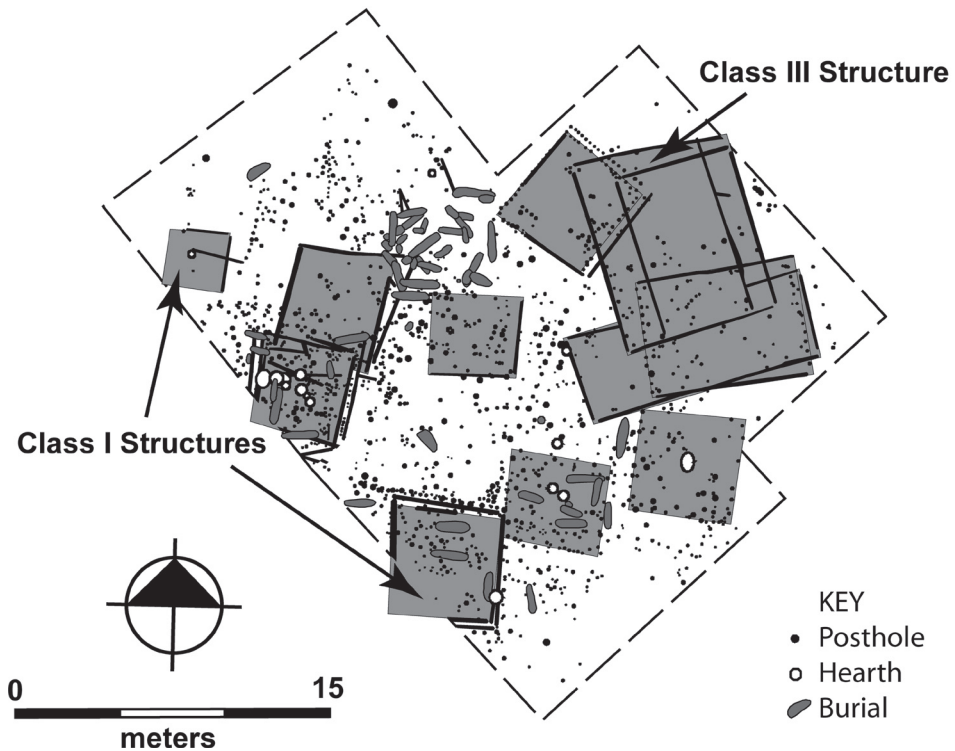 Class III Structure
Class I Structures
KEY
Posthole
Hearth
Burial
0 15
meters